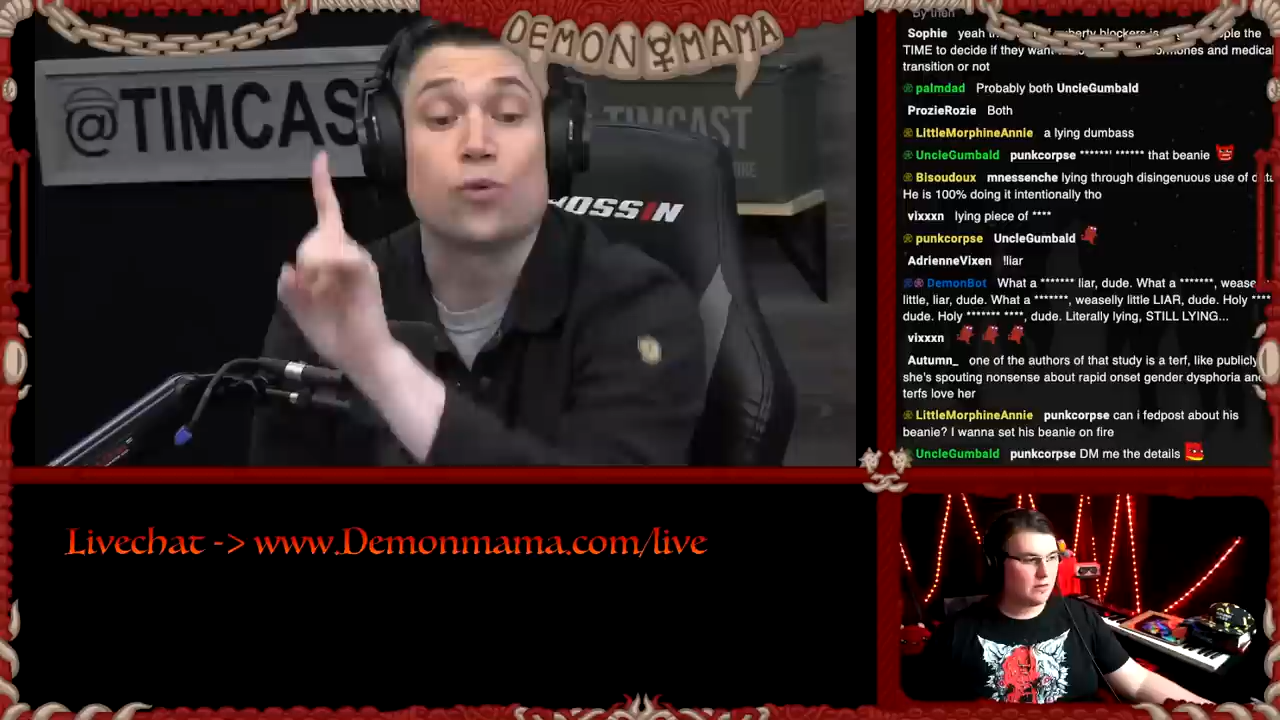 DEMON MAMA
@TIMCAS
TIMCAST
By then
Sophie yeah
TIME to decide if they want and medical
transition or not
palmdad Probably both UncleGumbald
ProzieRozie Both
LittleMorphineAnnie a lying dumbass
UncleGumbald punkcorpse ******! ****** that beanie
Bisoudoux mnessenche lying through disingenuous use of
He is 100% doing it intentionally tho
vixxxn lying piece of ****
punkcorpse UncleGumbald
AdrienneVixen !liar
DemonBot What a ******* liar, dude. What a *******, wease
little, liar, dude. What a *******, weaselly little LIAR, dude. Holy ****
dude. Holy ******* ****, dude. Literally lying, STILL LYING...
vixxxn
Autumn_ one of the authors of that study is a terf, like publicly
she's spouting nonsense about rapid onset gender dysphoria and
terfs love her
LittleMorphineAnnie punkcorpse can i fedpost about his
beanie? I wanna set his beanie on fire
UncleGumbald punkcorpse DM me the details
Livechat -> www.Demonmama.com/live